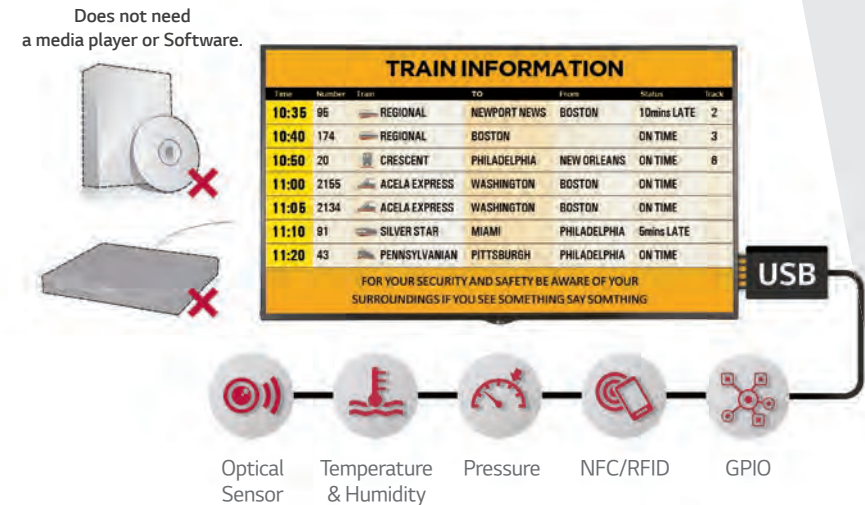 Does not need
a media player or Software.
TRAIN INFORMATION
Time Number Train TO From Status Track
10:35 95 REGIONAL NEWPORT NEWS BOSTON 10mins LATE 2
10:40 174 REGIONAL BOSTON ON TIME 3
10:50 20 CRESCENT PHILADELPHIA NEW ORLEANS ON TIME 6
11:00 2155 ACELA EXPRESS WASHINGTON BOSTON ON TIME
11:05 2134 ACELA EXPRESS WASHINGTON BOSTON ON TIME
11:10 91 SILVER STAR MIAMI PHILADELPHIA 5mins LATE
11:20 43 PENNSYLVANIAN PITTSBURGH PHILADELPHIA ON TIME
FOR YOUR SECURITY AND SAFETY BE AWARE OF YOUR
SURROUNDINGS IF YOU SEE SOMETHING SAY SOMTHING
USB
Optical
Sensor
Temperature
& Humidity
Pressure
NFC/RFID
GPIO